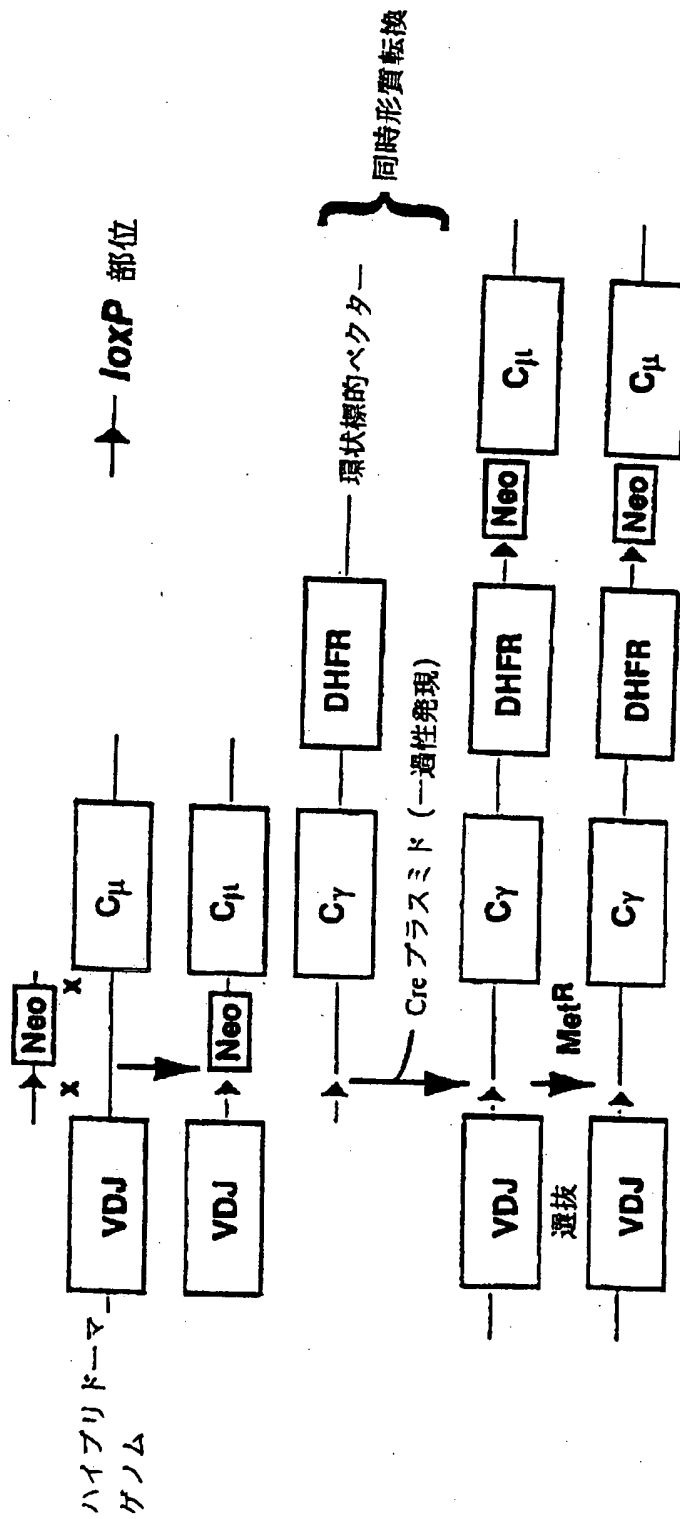 loxP 部位
Neo
x x
ハイブリドーマ
ゲノム
VDJ
Cμ
VDJ
Neo
Cμ
Cγ
DHFR
環状標的ベクター
同時形質転換
Cre プラスミド (一過性発現)
VDJ
Cγ
DHFR
Neo
Cμ
選抜
MetR
VDJ
Cγ
DHFR
Neo
Cμ